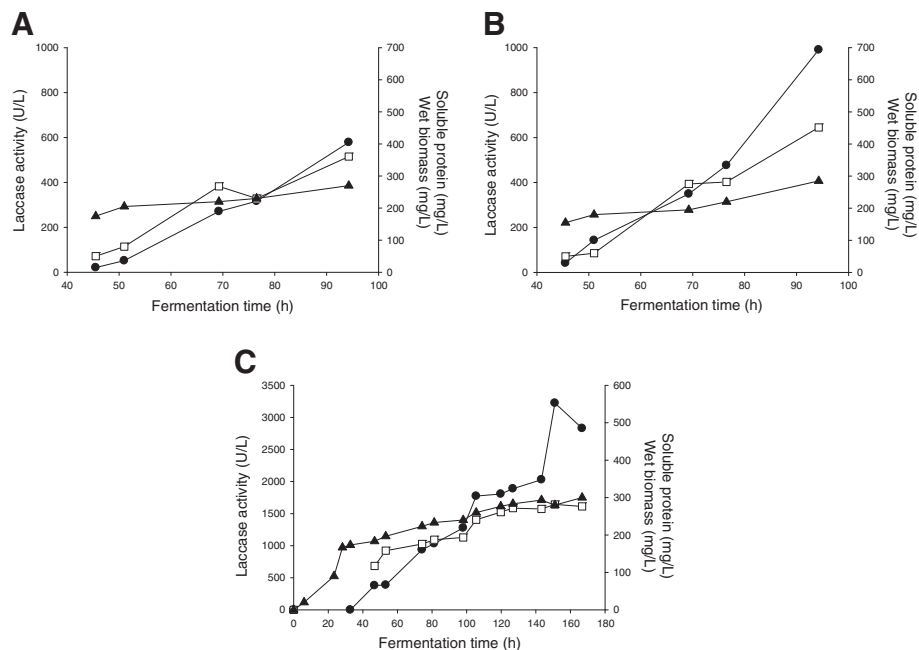 A
Laccase activity (U/L)
1000
800
600
400
200
0
40 50 60 70 80 90 100
Fermentation time (h)
700
600
500
400
300
200
100
0
Soluble protein (mg/L)
Wet biomass (mg/L)
B
Laccase activity (U/L)
1000
800
600
400
200
0
40 50 60 70 80 90 100
Fermentation time (h)
700
600
500
400
300
200
100
0
Soluble protein (mg/L)
Wet biomass (mg/L)
C
Laccase activity (U/L)
3500
3000
2500
2000
1500
1000
500
0
0 20 40 60 80 100 120 140 160 180
Fermentation time (h)
600
500
400
300
200
100
0
Soluble protein (mg/L)
Wet biomass (mg/L)